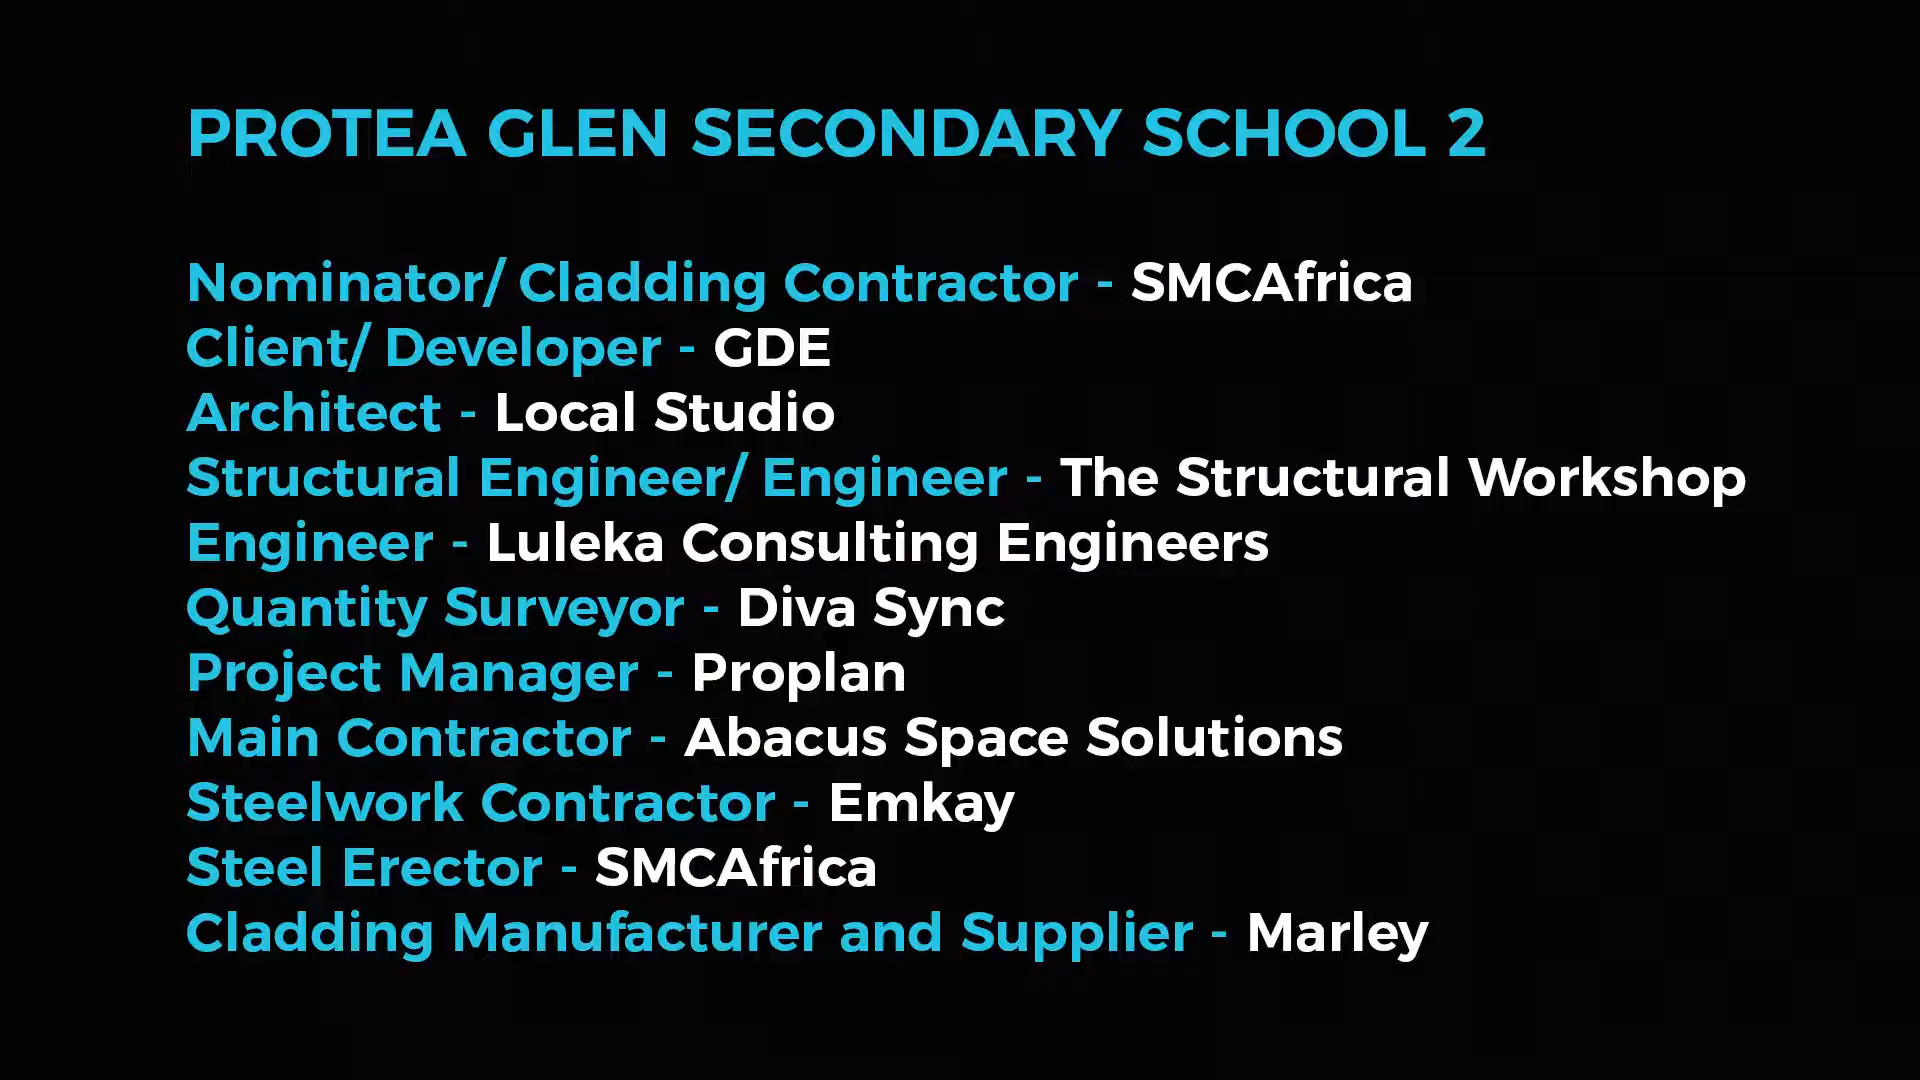 PROTEA GLEN SECONDARY SCHOOL 2
Nominator/ Cladding Contractor - SMCAfrica
Client/ Developer - GDE
Architect - Local Studio
Structural Engineer/ Engineer - The Structural Workshop
Engineer - Luleka Consulting Engineers
Quantity Surveyor - Diva Sync
Project Manager - Proplan
Main Contractor - Abacus Space Solutions
Steelwork Contractor - Emkay
Steel Erector - SMCAfrica
Cladding Manufacturer and Supplier - Marley